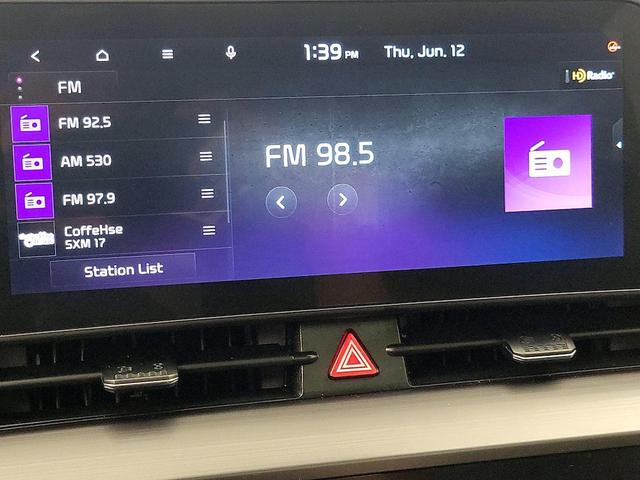 1:39 PM Thu, Jun. 12
FM
HD Radio
FM 92.5
AM 530
FM 97.9
CoffeHse
SXM 17
Station List
FM 98.5